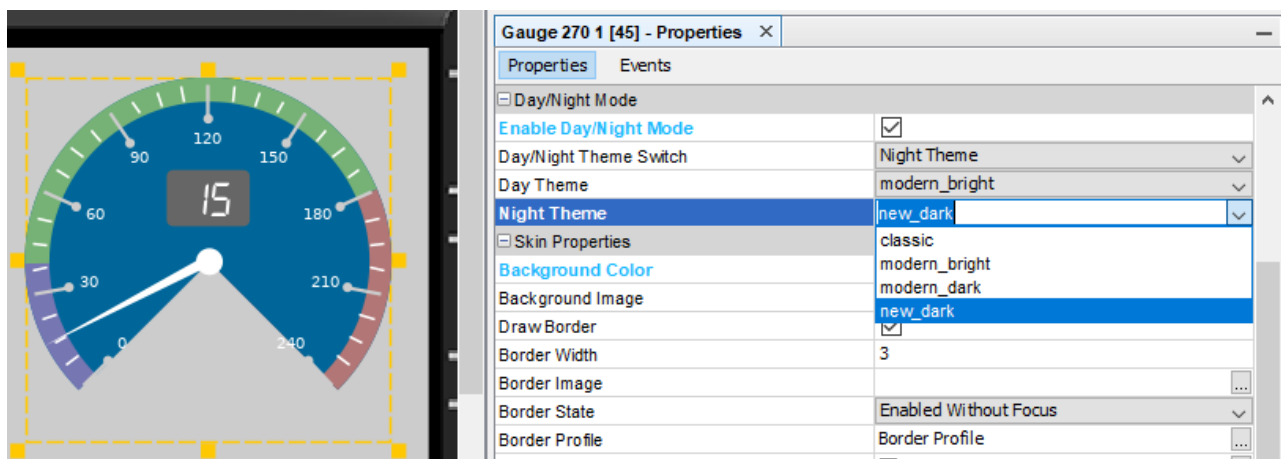 Gauge 270 1 [45] - Properties ×
Properties Events
Day/Night Mode
Enable Day/Night Mode
Day/Night Theme Switch Night Theme
Day Theme modern_bright
Night Theme new_dark
classic
modern_bright
modern_dark
new_dark
Skin Properties
Background Color
Background Image
Draw Border
Border Width 3
Border Image ...
Border State Enabled Without Focus
Border Profile Border Profile ...
120
90 150
15
60 180
30 210
0 240